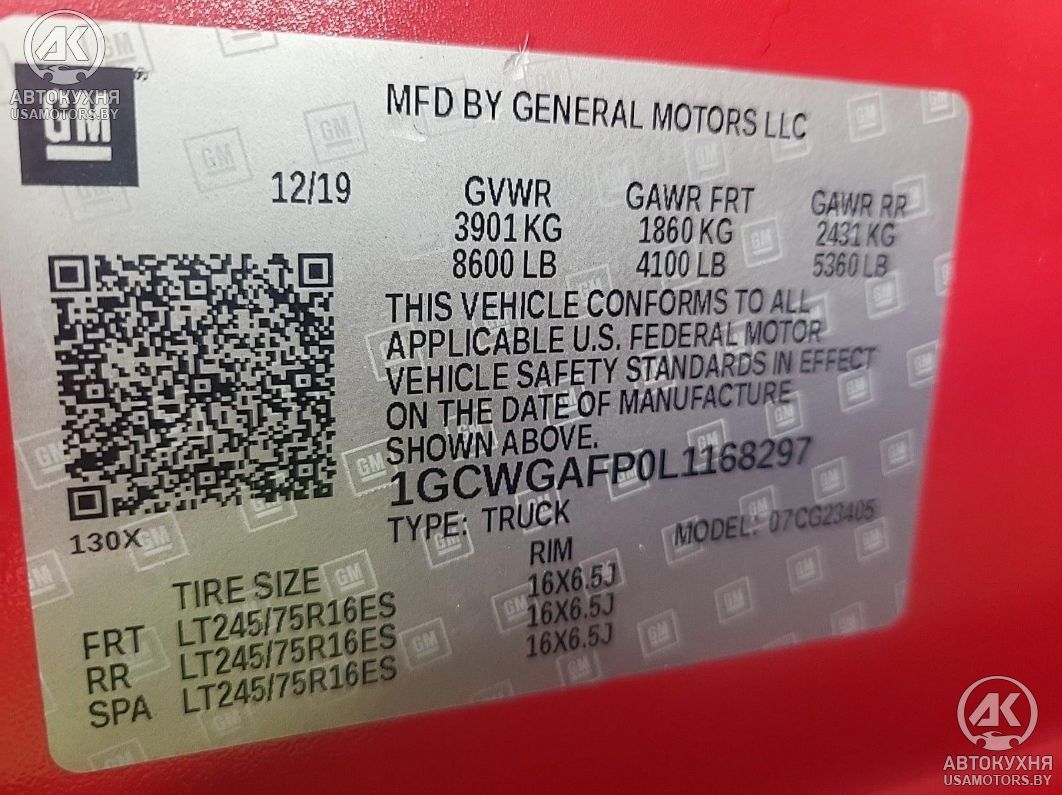 AK
АВТОКУХНЯ
USAMOTORS.BY
GM
MFD BY GENERAL MOTORS LLC
12/19
GVWR GAWR FRT GAWR RR
3901 KG 1860 KG 2431 KG
8600 LB 4100 LB 5360 LB
THIS VEHICLE CONFORMS TO ALL
APPLICABLE U.S. FEDERAL MOTOR
VEHICLE SAFETY STANDARDS IN EFFECT
ON THE DATE OF MANUFACTURE
SHOWN ABOVE.
1GCWGAFP0L1168297
TYPE: TRUCK MODEL: 07CG23405
130X
TIRE SIZE RIM
FRT LT245/75R16ES 16X6.5J
RR LT245/75R16ES 16X6.5J
SPA LT245/75R16ES 16X6.5J
AK
АВТОКУХНЯ
USAMOTORS.BY